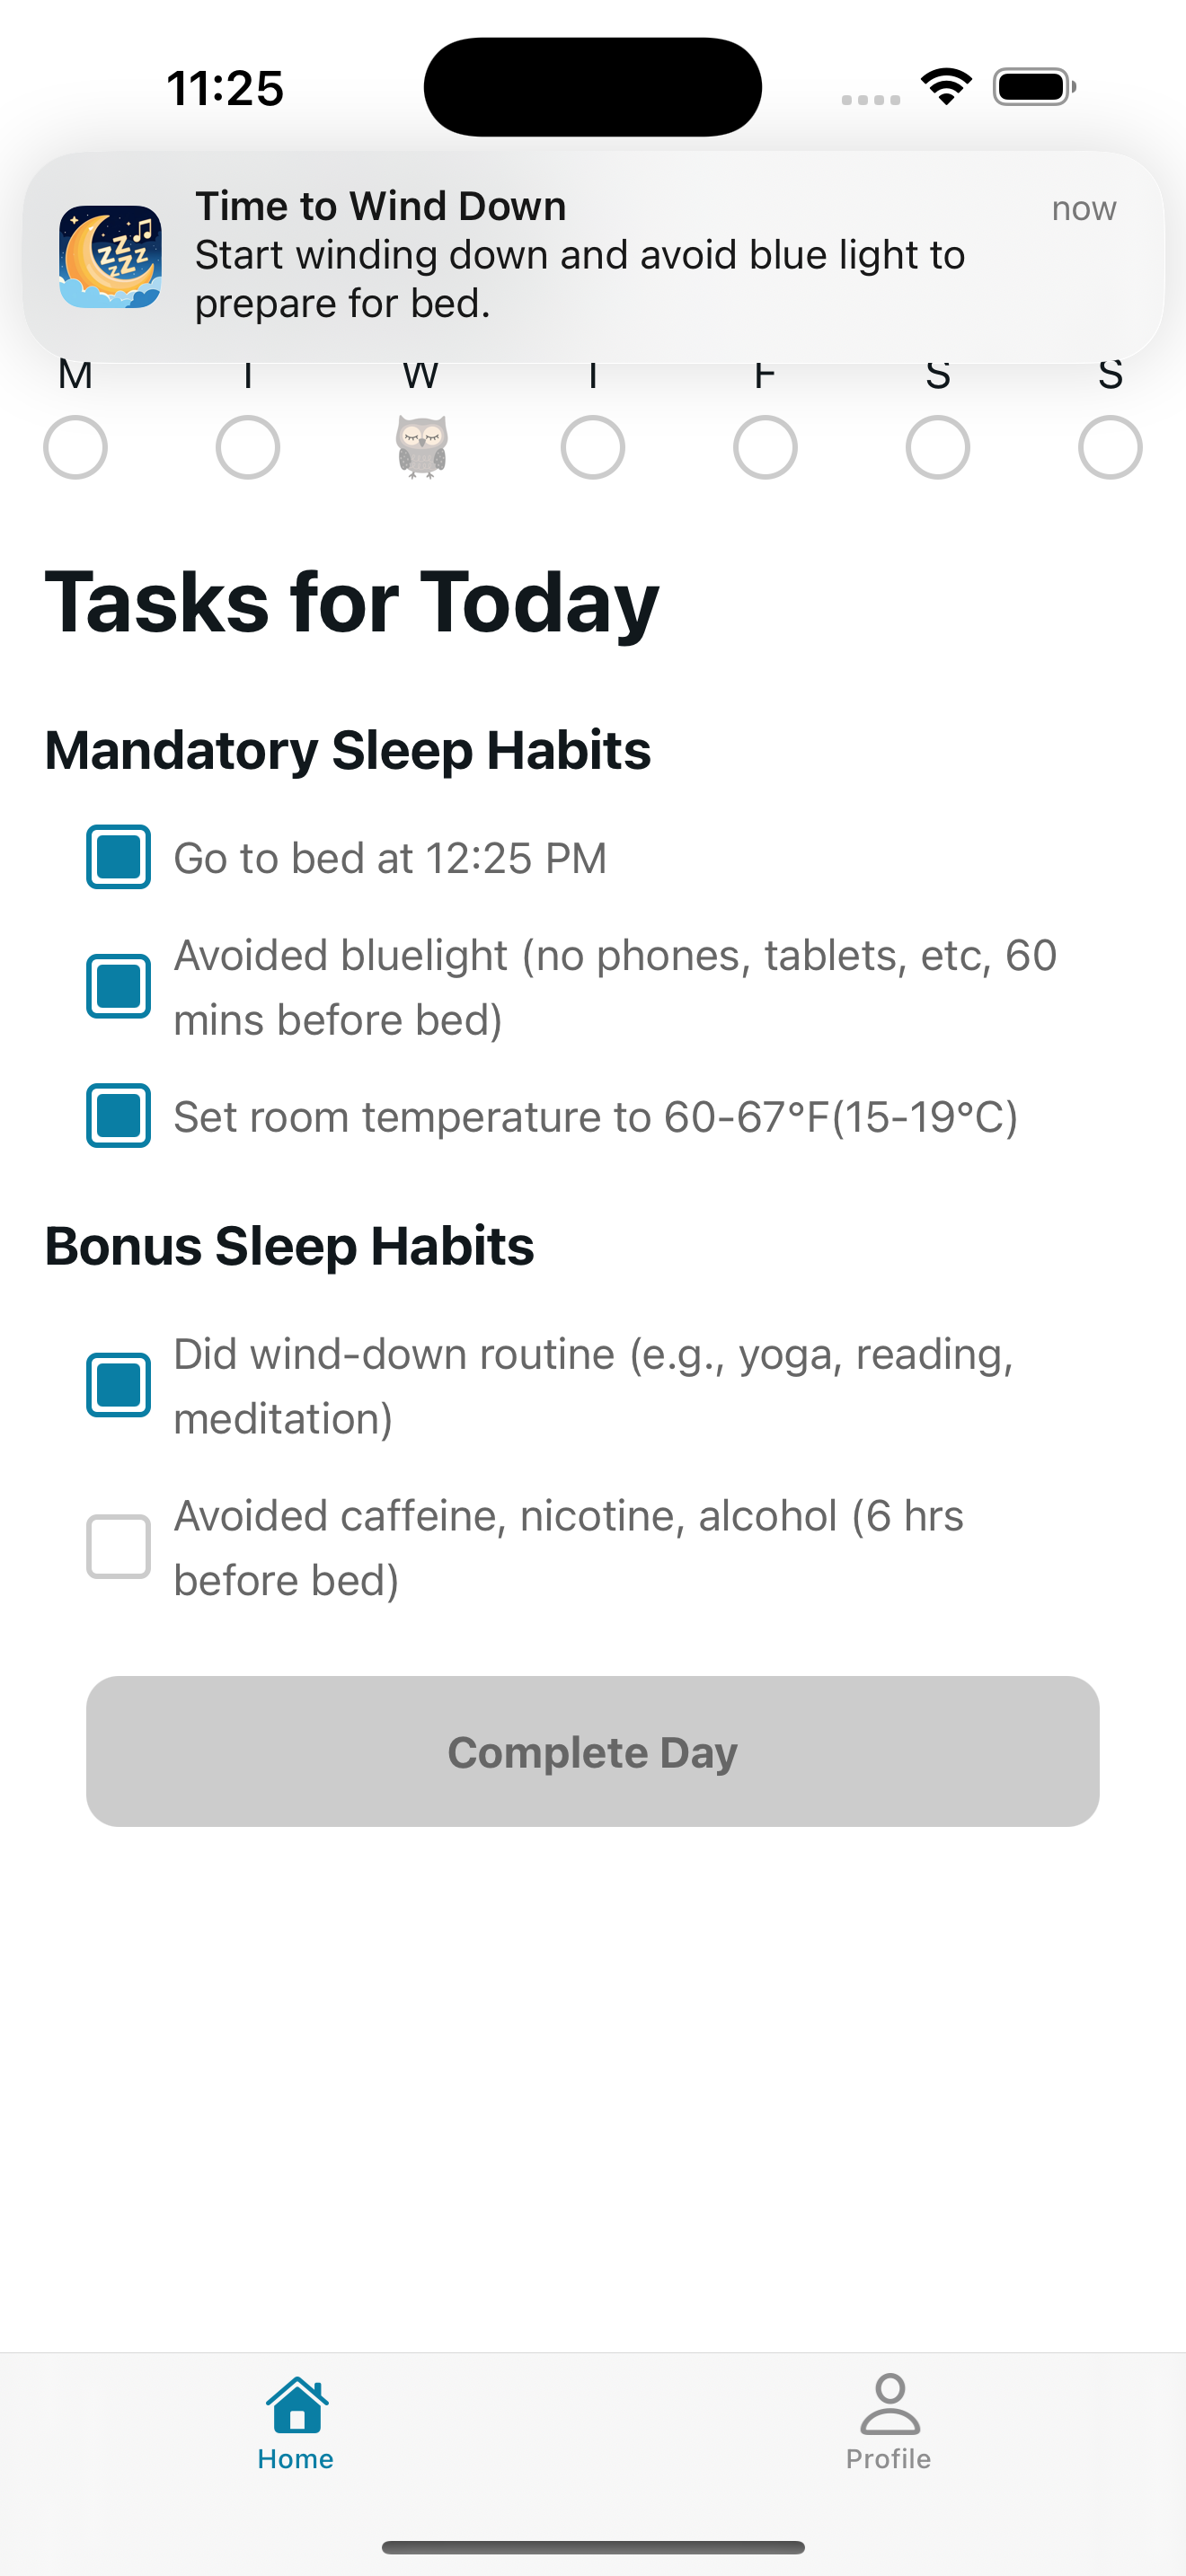 11:25
Time to Wind Down
now
Start winding down and avoid blue light to
prepare for bed.
M T W T F S S
Tasks for Today
Mandatory Sleep Habits
Go to bed at 12:25 PM
Avoided bluelight (no phones, tablets, etc, 60
mins before bed)
Set room temperature to 60-67°F(15-19°C)
Bonus Sleep Habits
Did wind-down routine (e.g., yoga, reading,
meditation)
Avoided caffeine, nicotine, alcohol (6 hrs
before bed)
Complete Day
Home
Profile